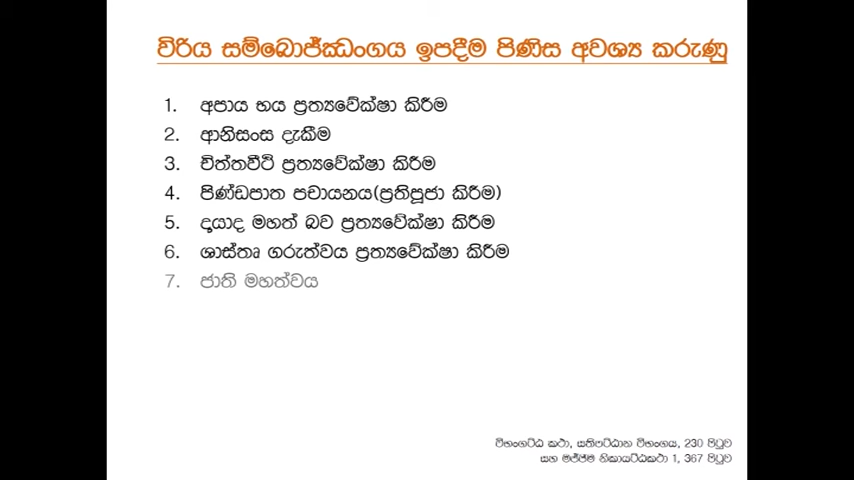 විරිය සම්බොජ්ඣංගය ඉපදීම පිණිස අවශ්‍ය කරුණු
1. අපාය භය ප්‍රත්‍යවේක්ෂා කිරීම
2. ආනිසංස දැකීම
3. චිත්තවීථි ප්‍රත්‍යවේක්ෂා කිරීම
4. පිණ්ඩපාත පචායනය(ප්‍රතිපූජා කිරීම)
5. දායාද මහත් බව ප්‍රත්‍යවේක්ෂා කිරීම
6. ශාස්තෘ ගරුත්වය ප්‍රත්‍යවේක්ෂා කිරීම
7. ජාති මහත්වය
විභංගට්ඨ කථා, සතිපට්ඨාන විභංගය, 230 පිටුව
සහ මජ්ඣිම නිකායට්ඨකථා 1, 367 පිටුව